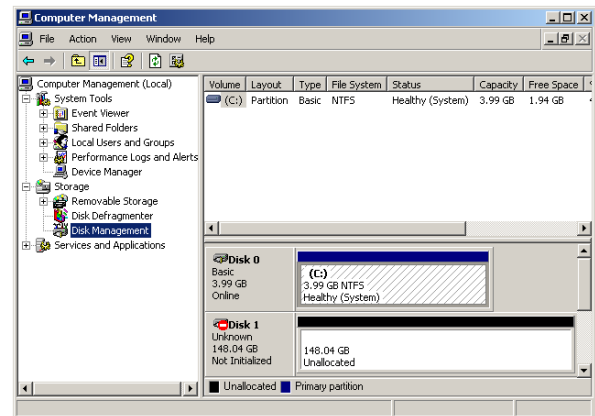 Computer Management
File Action View Window Help
Computer Management (Local)
System Tools
Event Viewer
Shared Folders
Local Users and Groups
Performance Logs and Alerts
Device Manager
Storage
Removable Storage
Disk Defragmenter
Disk Management
Services and Applications
Volume Layout Type File System Status Capacity Free Space
(C:) Partition Basic NTFS Healthy (System) 3.99 GB 1.94 GB
Disk 0
Basic
3.99 GB
Online
(C:)
3.99 GB NTFS
Healthy (System)
Disk 1
Unknown
148.04 GB
Not Initialized
148.04 GB
Unallocated
Unallocated Primary partition